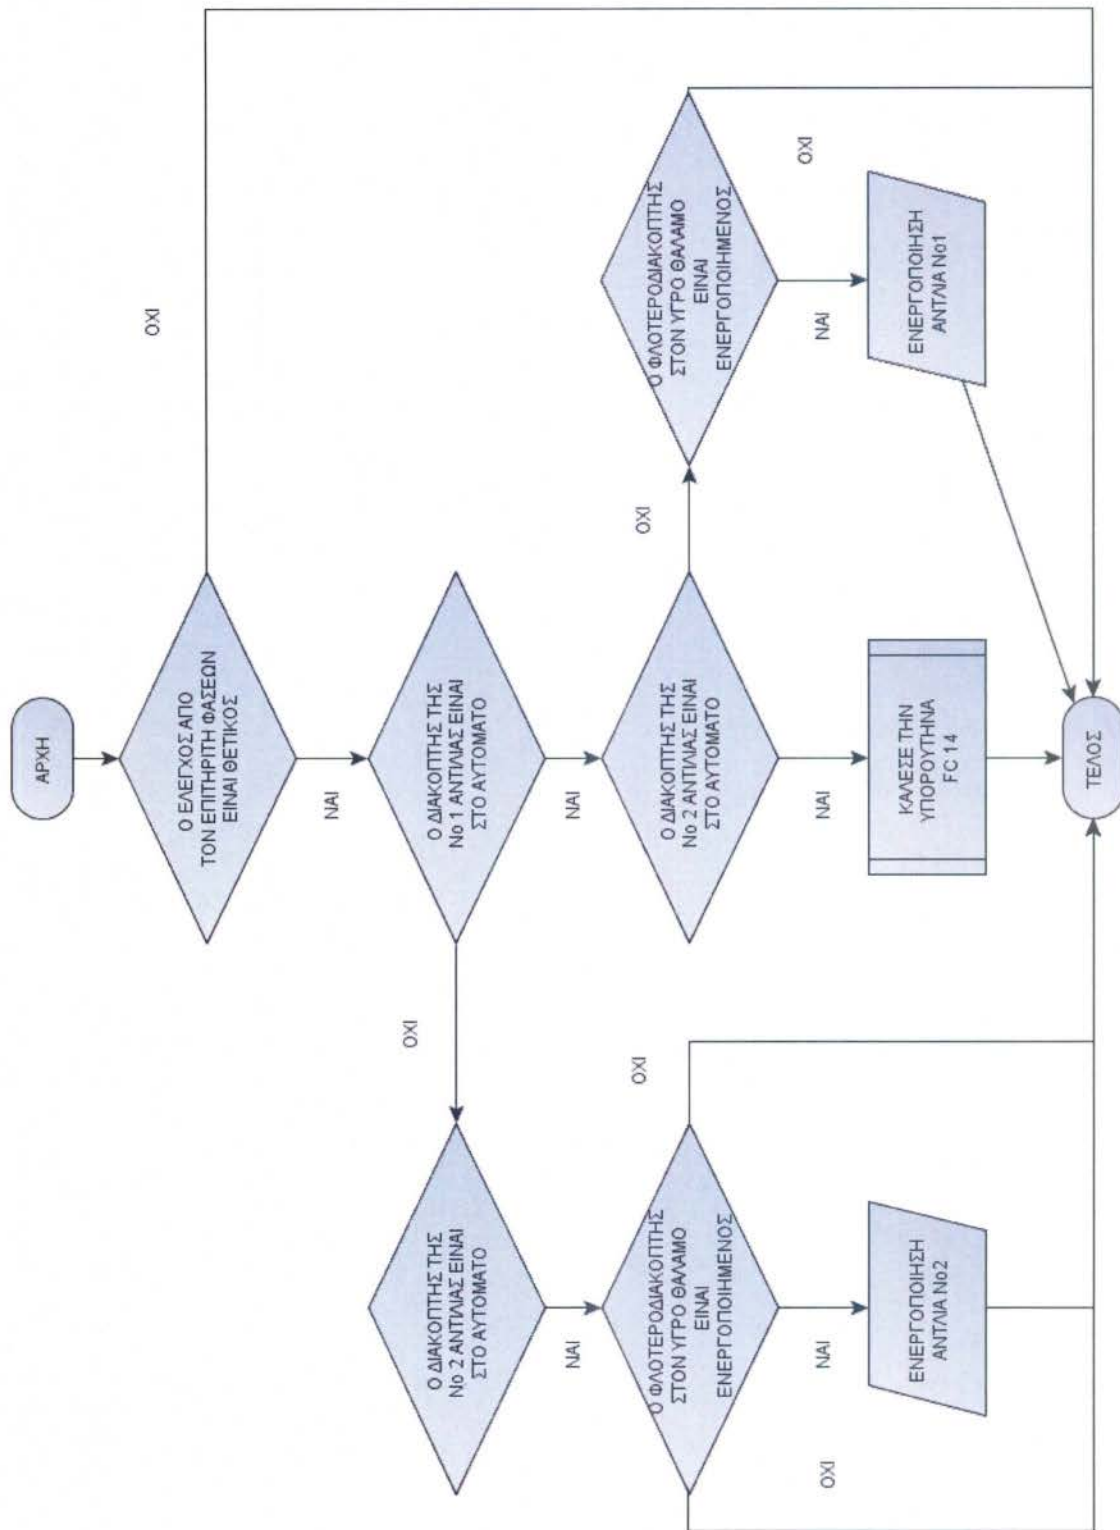 ΑΡΧΗ
Ο ΕΛΕΓΧΟΣ ΑΠΟ
ΤΟΝ ΕΠΙΤΗΡΗΤΗ ΦΑΣΕΩΝ
ΕΙΝΑΙ ΘΕΤΙΚΟΣ
ΟΧΙ
ΝΑΙ
Ο ΔΙΑΚΟΠΤΗΣ ΤΗΣ
Νο 1 ΑΝΤΛΙΑΣ ΕΙΝΑΙ
ΣΤΟ ΑΥΤΟΜΑΤΟ
ΟΧΙ
ΝΑΙ
Ο ΔΙΑΚΟΠΤΗΣ ΤΗΣ
Νο 2 ΑΝΤΛΙΑΣ ΕΙΝΑΙ
ΣΤΟ ΑΥΤΟΜΑΤΟ
ΝΑΙ
Ο ΦΛΟΤΕΡΟΔΙΑΚΟΠΤΗΣ
ΣΤΟΝ ΥΓΡΟ ΘΑΛΑΜΟ
ΕΙΝΑΙ
ΕΝΕΡΓΟΠΟΙΗΜΕΝΟΣ
ΟΧΙ
ΟΧΙ
ΝΑΙ
ΕΝΕΡΓΟΠΟΙΗΣΗ
ΑΝΤΛΙΑ Νο2
Ο ΔΙΑΚΟΠΤΗΣ ΤΗΣ
Νο 2 ΑΝΤΛΙΑΣ ΕΙΝΑΙ
ΣΤΟ ΑΥΤΟΜΑΤΟ
ΟΧΙ
ΝΑΙ
ΚΑΛΕΣΕ ΤΗΝ
ΥΠΟΡΟΥΤΗΝΑ
FC 14
Ο ΦΛΟΤΕΡΟΔΙΑΚΟΠΤΗΣ
ΣΤΟΝ ΥΓΡΟ ΘΑΛΑΜΟ
ΕΙΝΑΙ
ΕΝΕΡΓΟΠΟΙΗΜΕΝΟΣ
ΟΧΙ
ΝΑΙ
ΕΝΕΡΓΟΠΟΙΗΣΗ
ΑΝΤΛΙΑ Νο1
ΤΕΛΟΣ